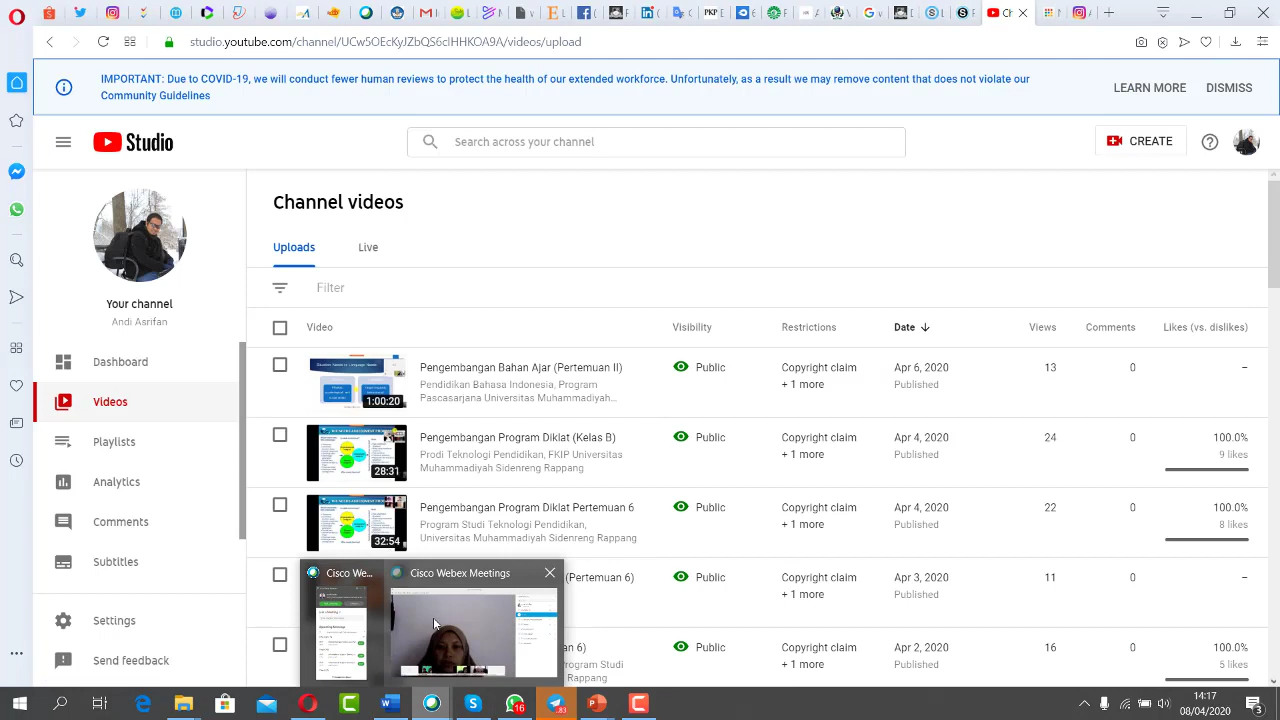 PKP
studio.youtube.com/channel/UCw5OEcKyJZbQS6clHHKOA9A/videos/upload
IMPORTANT: Due to COVID-19, we will conduct fewer human reviews to protect the health of our extended workforce. Unfortunately, as a result we may remove content that does not violate our
Community Guidelines
LEARN MORE
DISMISS
Studio
Search across your channel
CREATE
Your channel
Andi Asrifan
Dashboard
Videos
Playlists
Analytics
Comments
Subtitles
Settings
Send feedback
Channel videos
Uploads
Live
Filter
Video
Visibility
Restrictions
Date
Views
Comments
Likes (vs. dislikes)
Pengembangan Bahan Ajar (Pertemuan II)
Pendidikan Bahasa Indonesia, Program
Pascasarjana Universitas Muhammadiyah...
1:00:20
Public
Copyright claim
+ 1 more
Apr 6, 2020
Published
13
0
–
Pengembangan Program Diklat (Kelas B)
Prodi Teknologi Pendidikan, FKIP Universitas
Muhammadiyah Sidenreng Rappang
28:31
Public
Copyright claim
+ 1 more
Apr 4, 2020
Published
24
0
100.0%
9 likes
Pengembangan Program Diklat Pertemuan 6
Program Studi Teknologi Pendidikan,
Universitas Muhammadiyah Sidenreng Rappang
32:54
Public
Copyright claim
+ 1 more
Apr 4, 2020
Published
22
0
100.0%
8 likes
(Pertemuan 6)
Public
Copyright claim
+ 1 more
Apr 3, 2020
Published
11
0
–
n 6)
rogram Studi
Rappang
Public
Copyright claim
+ 1 more
Apr 2, 2020
Published
16
0
100.0%
5 likes
Cisco We...
Cisco Webex Meetings
16
14:17
08/04/2020
3